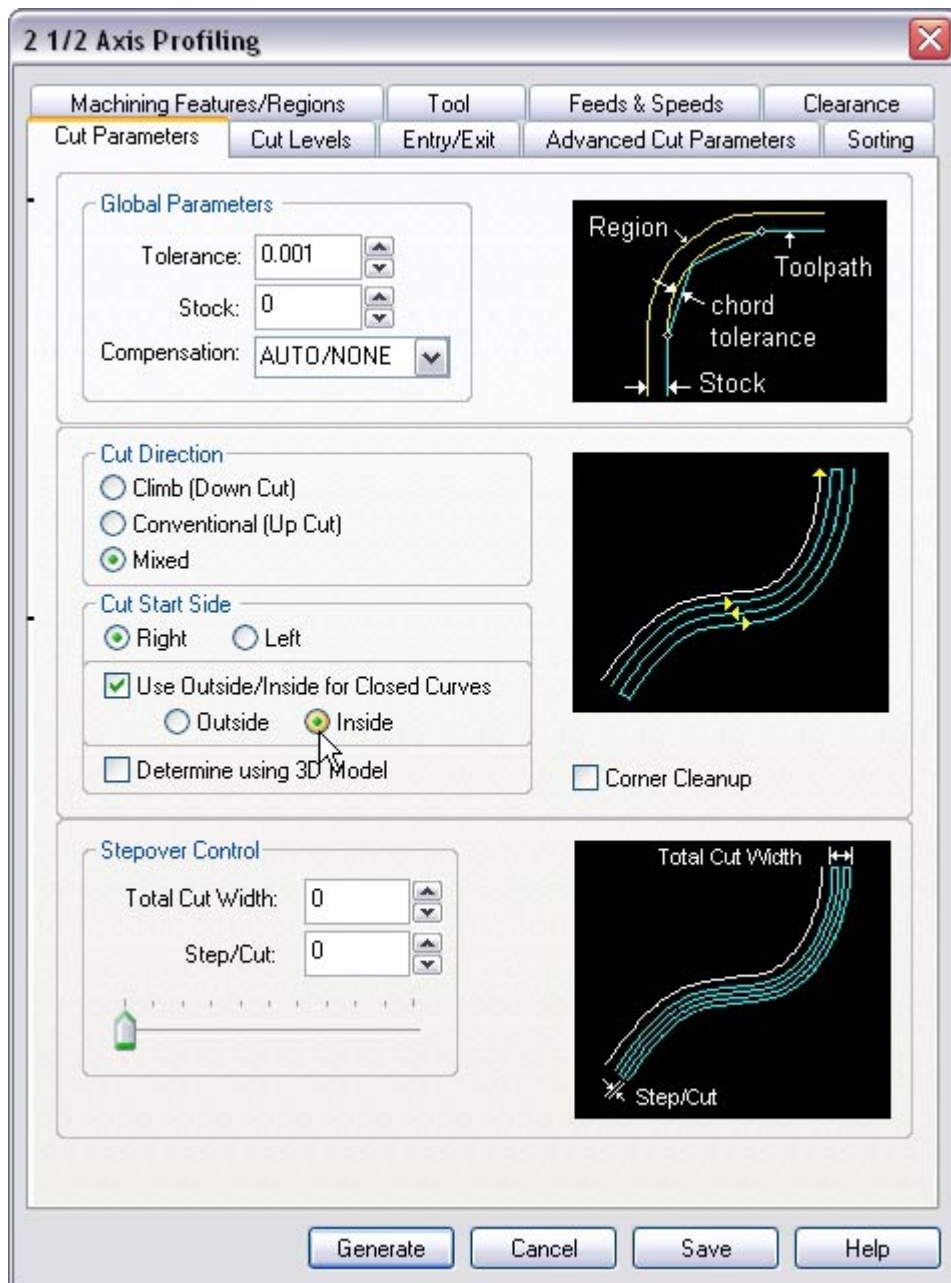 2 1/2 Axis Profiling
Machining Features/Regions Tool Feeds & Speeds Clearance
Cut Parameters Cut Levels Entry/Exit Advanced Cut Parameters Sorting
Global Parameters
Tolerance: 0.001
Stock: 0
Compensation: AUTO/NONE
Region
Toolpath
chord
tolerance
Stock
Cut Direction
Climb (Down Cut)
Conventional (Up Cut)
Mixed
Cut Start Side
Right Left
Use Outside/Inside for Closed Curves
Outside Inside
Determine using 3D Model
Corner Cleanup
Stepover Control
Total Cut Width: 0
Step/Cut: 0
Total Cut Width
Step/Cut
Generate Cancel Save Help